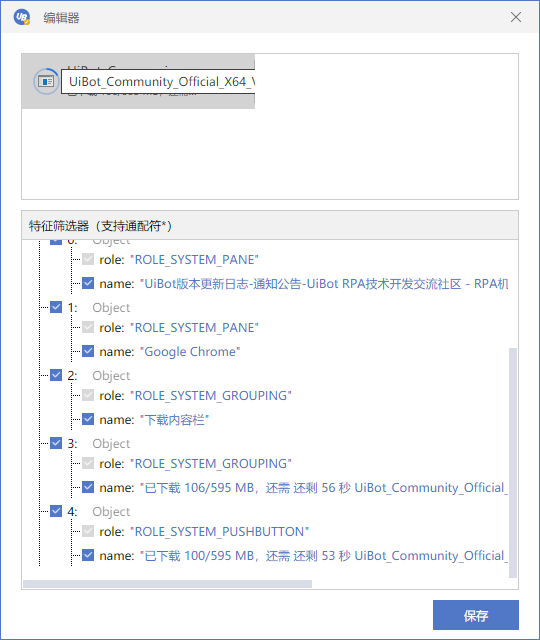 编辑器
UiBot_Community_Official_X64_V
特征筛选器（支持通配符*）
0: Object
role: "ROLE_SYSTEM_PANE"
name: "UiBot版本更新日志-通知公告-UiBot RPA技术开发交流社区 - RPA机
1: Object
role: "ROLE_SYSTEM_PANE"
name: "Google Chrome"
2: Object
role: "ROLE_SYSTEM_GROUPING"
name: "下载内容栏"
3: Object
role: "ROLE_SYSTEM_GROUPING"
name: "已下载 106/595 MB，还需 还剩 56 秒 UiBot_Community_Official_
4: Object
role: "ROLE_SYSTEM_PUSHBUTTON"
name: "已下载 100/595 MB，还需 还剩 53 秒 UiBot_Community_Official_
保存